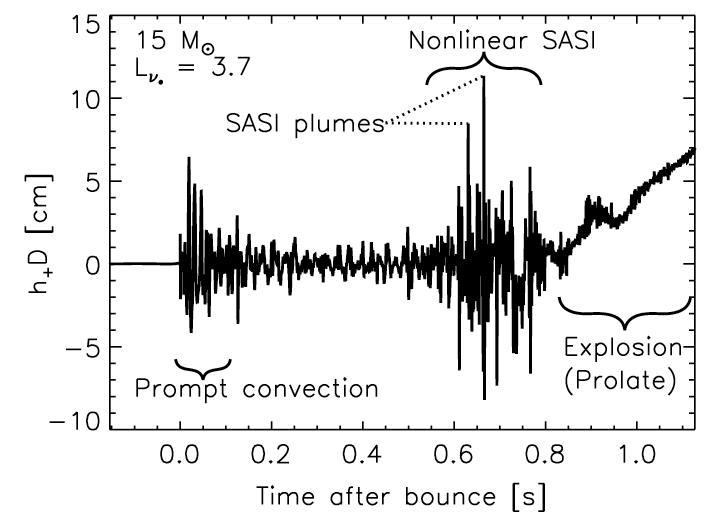 15 M⊙
L_ν• = 3.7
Nonlinear SASI
SASI plumes
Prompt convection
Explosion
(Prolate)
h₊D [cm]
15
10
5
0
−5
−10
0.0 0.2 0.4 0.6 0.8 1.0
Time after bounce [s]